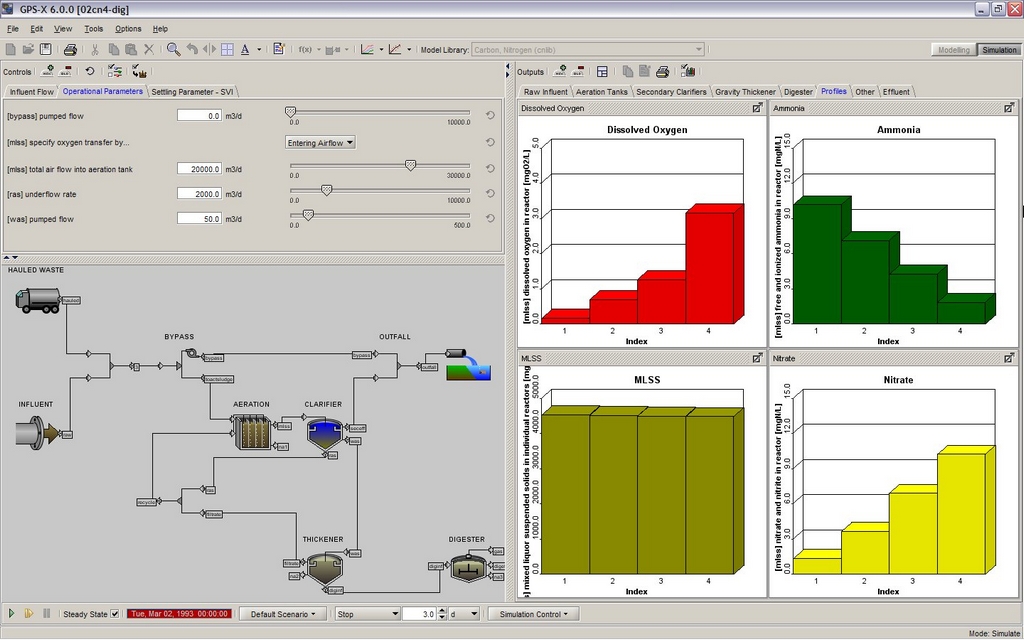 GPS-X 6.0.0 [02cn4-dig]
File Edit View Tools Options Help
A f(x) Model Library: Carbon, Nitrogen (cnlib) Modelling Simulation
Controls
Influent Flow Operational Parameters Settling Parameter - SVI
[bypass] pumped flow 0.0 m3/d
0.0 10000.0
[mlss] specify oxygen transfer by... Entering Airflow
[mlss] total air flow into aeration tank 20000.0 m3/d
0.0 30000.0
[ras] underflow rate 2000.0 m3/d
0.0 10000.0
[was] pumped flow 50.0 m3/d
0.0 500.0
HAULED WASTE
hauled
BYPASS
OUTFALL
bypass
bypass
outfall
INFLUENT
raw
AERATION
CLARIFIER
mlss
was
ras
recycle
ras
filtrate
THICKENER
was
filtrate
DIGESTER
gas
Outputs
Raw Influent Aeration Tanks Secondary Clarifiers Gravity Thickener Digester Profiles Other Effluent
Dissolved Oxygen
Dissolved Oxygen
[mlss] dissolved oxygen in reactor [mgO2/L]
5.0
4.0
3.0
2.0
1.0
0.0
1 2 3 4
Index
Ammonia
Ammonia
[mlss] free and ionized ammonia in reactor [mgN/L]
15.0
12.0
9.0
6.0
3.0
0.0
1 2 3 4
Index
MLSS
MLSS
s] mixed liquor suspended solids in individual reactors [mg
5000.0
4000.0
3000.0
2000.0
1000.0
0.0
1 2 3 4
Index
Nitrate
Nitrate
[mlss] nitrate and nitrite in reactor [mgN/L]
15.0
12.0
9.0
6.0
3.0
0.0
1 2 3 4
Index
Steady State Tue, Mar 02, 1993 00:00:00 Default Scenario Stop 3.0 d Simulation Control
Mode: Simulate